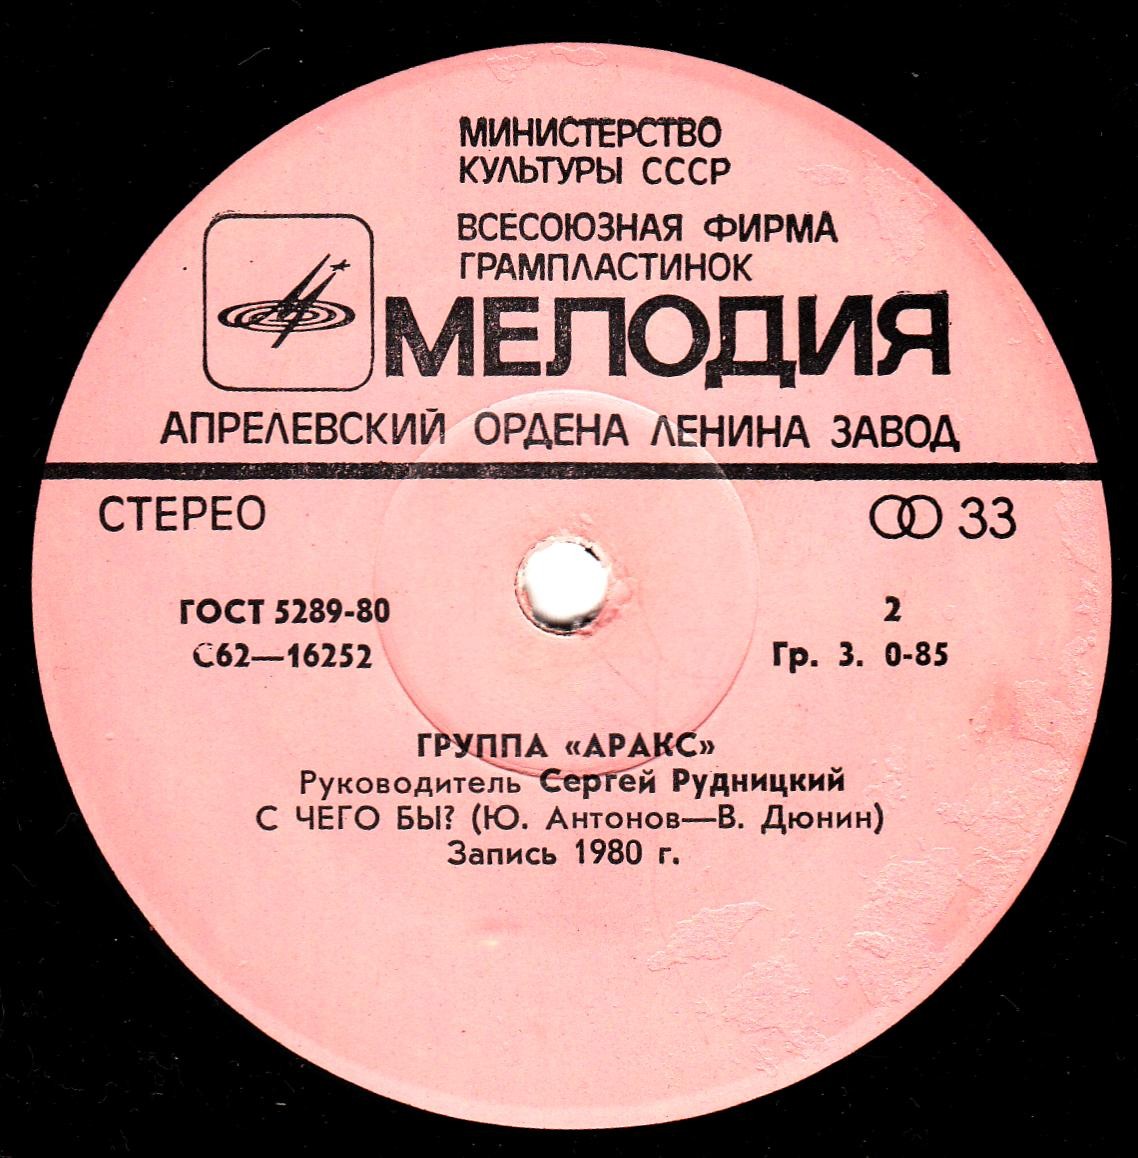 МИНИСТЕРСТВО
КУЛЬТУРЫ СССР
ВСЕСОЮЗНАЯ ФИРМА
ГРАМПЛАСТИНОК
МЕЛОДИЯ
АПРЕЛЕВСКИЙ ОРДЕНА ЛЕНИНА ЗАВОД
СТЕРЕО 33
ГОСТ 5289-80 2
С62—16252 Гр. 3. 0-85
ГРУППА «АРАКС»
Руководитель Сергей Рудницкий
С ЧЕГО БЫ? (Ю. Антонов—В. Дюнин)
Запись 1980 г.